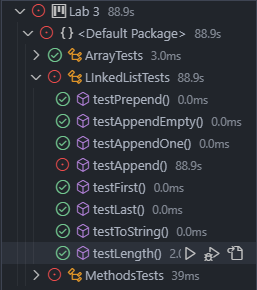 Lab 3 88.9s
{} <Default Package> 88.9s
ArrayTests 3.0ms
LInkedListTests 88.9s
testPrepend() 0.0ms
testAppendEmpty() 0.0ms
testAppendOne() 0.0ms
testAppend() 88.9s
testFirst() 0.0ms
testLast() 0.0ms
testToString() 0.0ms
testLength() 2.0
MethodsTests 39ms